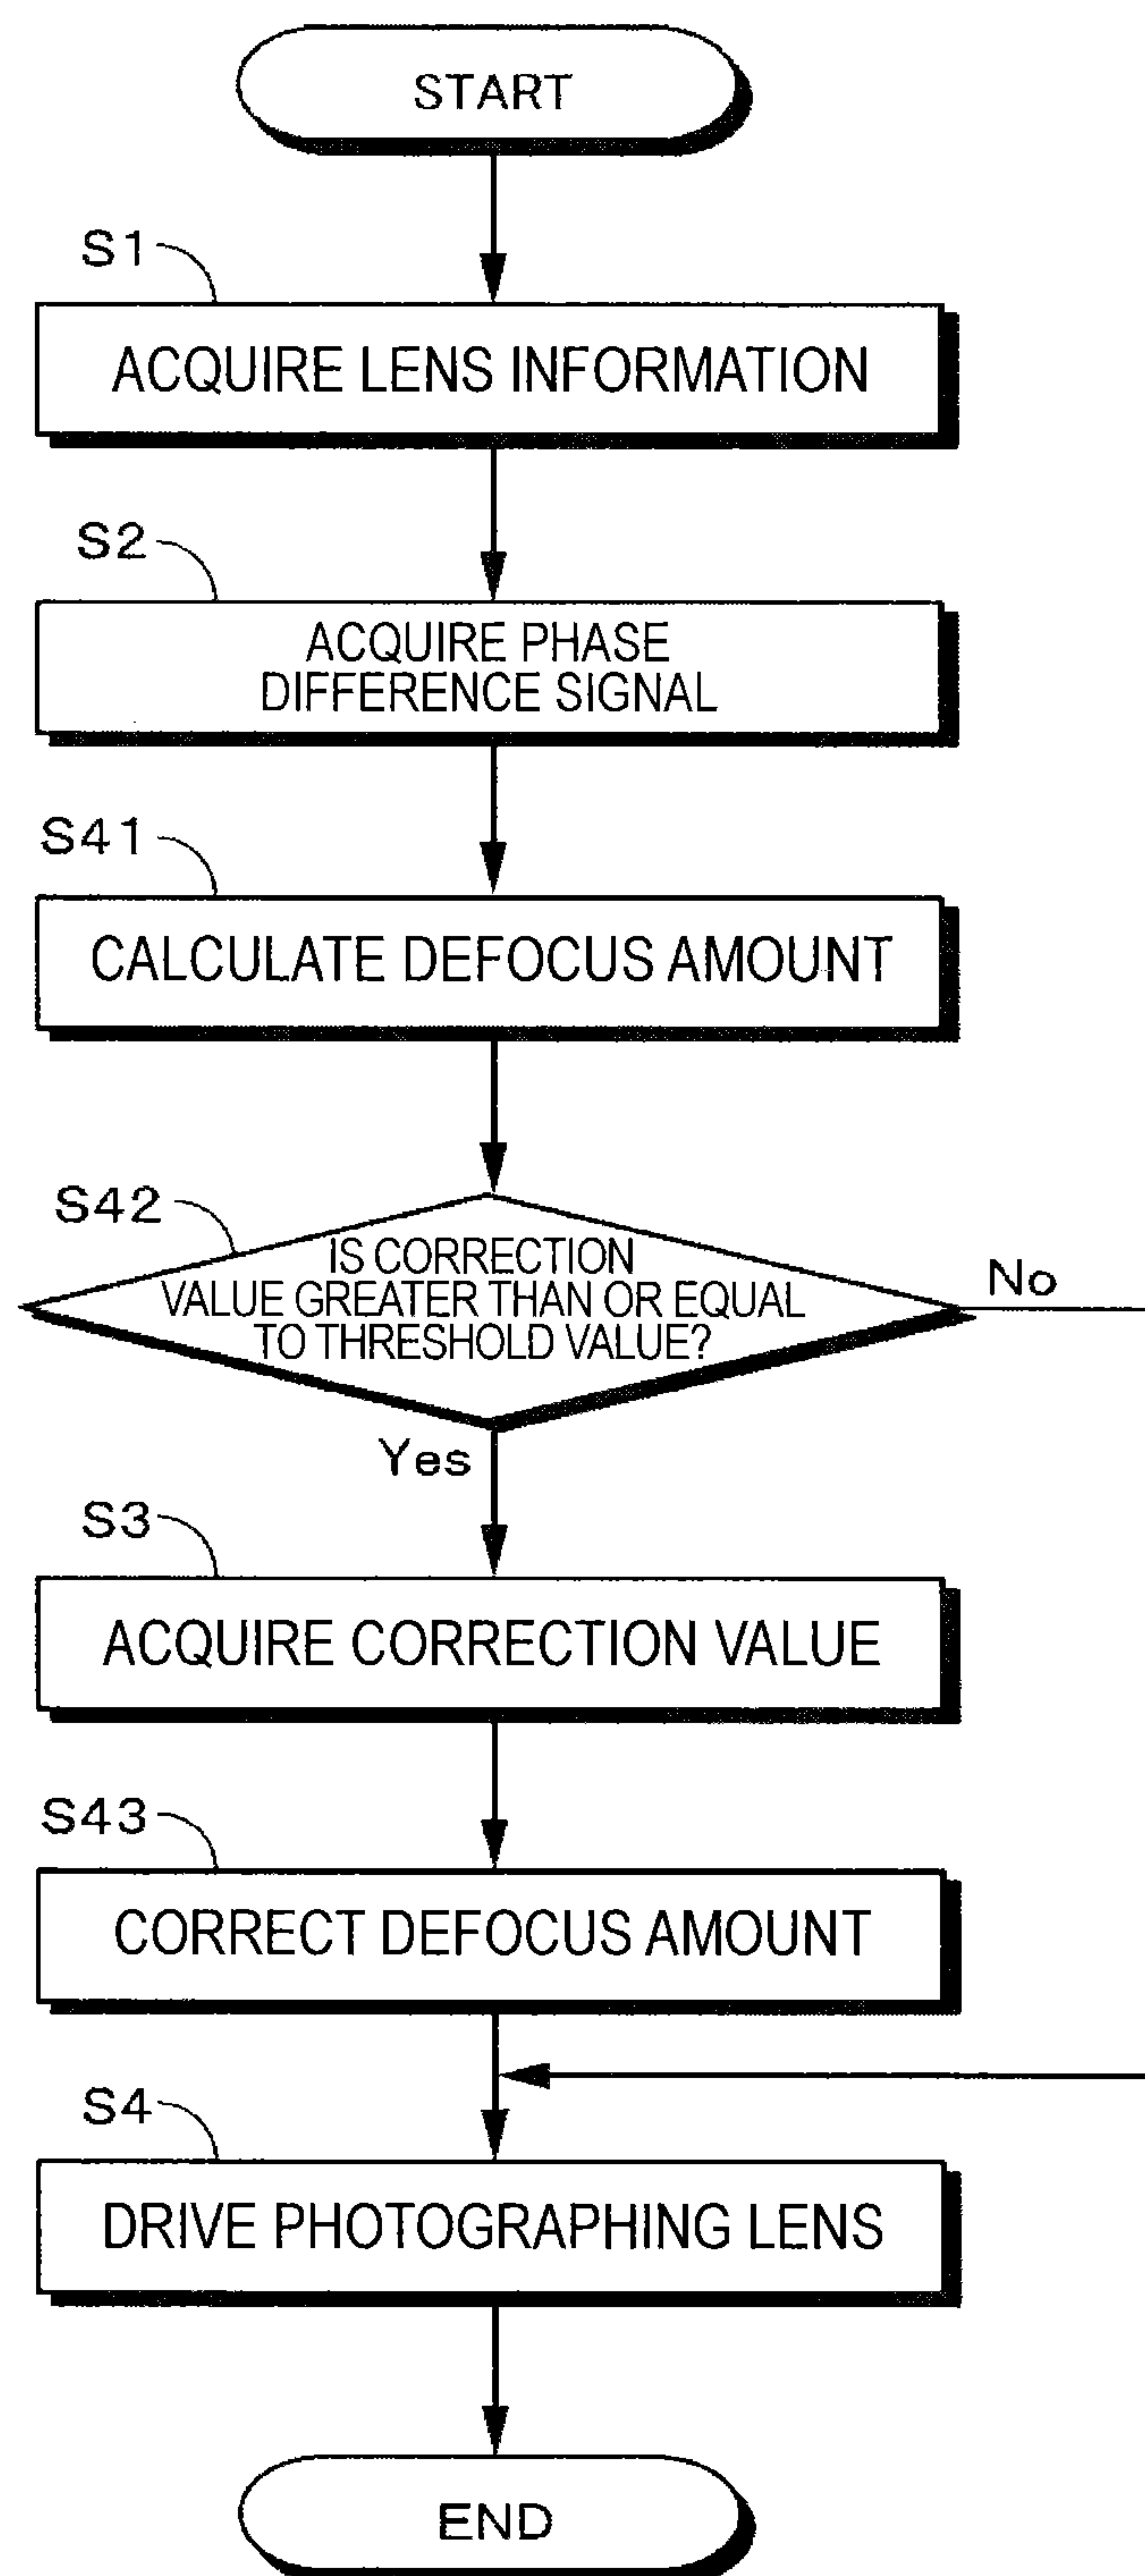 START
S1
ACQUIRE LENS INFORMATION
S2
ACQUIRE PHASE
DIFFERENCE SIGNAL
S41
CALCULATE DEFOCUS AMOUNT
S42
IS CORRECTION
VALUE GREATER THAN OR EQUAL
TO THRESHOLD VALUE?
No
Yes
S3
ACQUIRE CORRECTION VALUE
S43
CORRECT DEFOCUS AMOUNT
S4
DRIVE PHOTOGRAPHING LENS
END